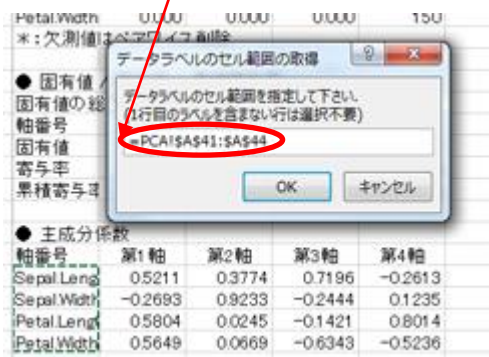 Petal.Width 0.000 0.000 0.000 150
*:欠測値はペアワイズ削除
データラベルのセル範囲の取得
データラベルのセル範囲を指定して下さい。
(1行目のラベルを含まない行は選択不要)
=PCA!$A$41:$A$44
OK キャンセル
● 固有値
固有値の総
軸番号
固有値
寄与率
累積寄与率
● 主成分係数
軸番号 第1軸 第2軸 第3軸 第4軸
Sepal.Leng 0.5211 0.3774 0.7196 -0.2613
Sepal.Width -0.2693 0.9233 -0.2444 0.1235
Petal.Leng 0.5804 0.0245 -0.1421 0.8014
Petal.Width 0.5649 0.0669 -0.6343 -0.5236